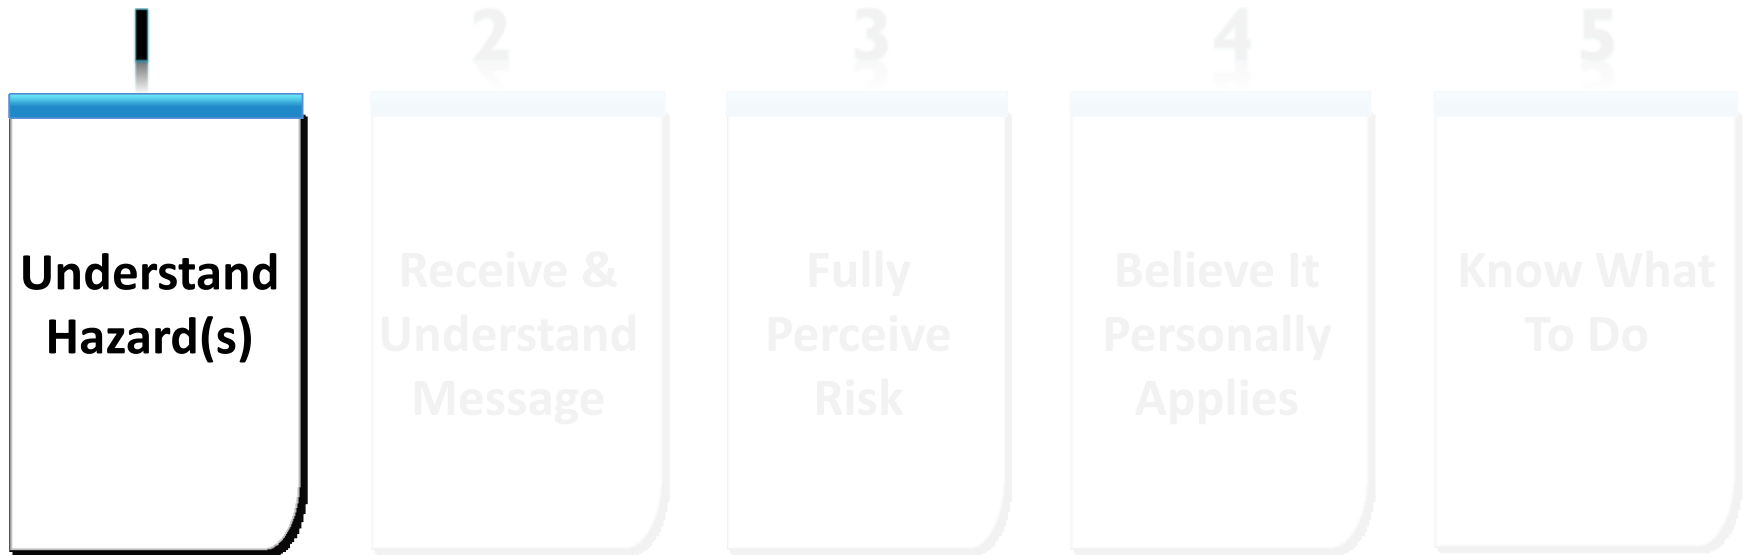 1
Understand
Hazard(s)
2
Receive &
Understand
Message
3
Fully
Perceive
Risk
4
Believe It
Personally
Applies
5
Know What
To Do